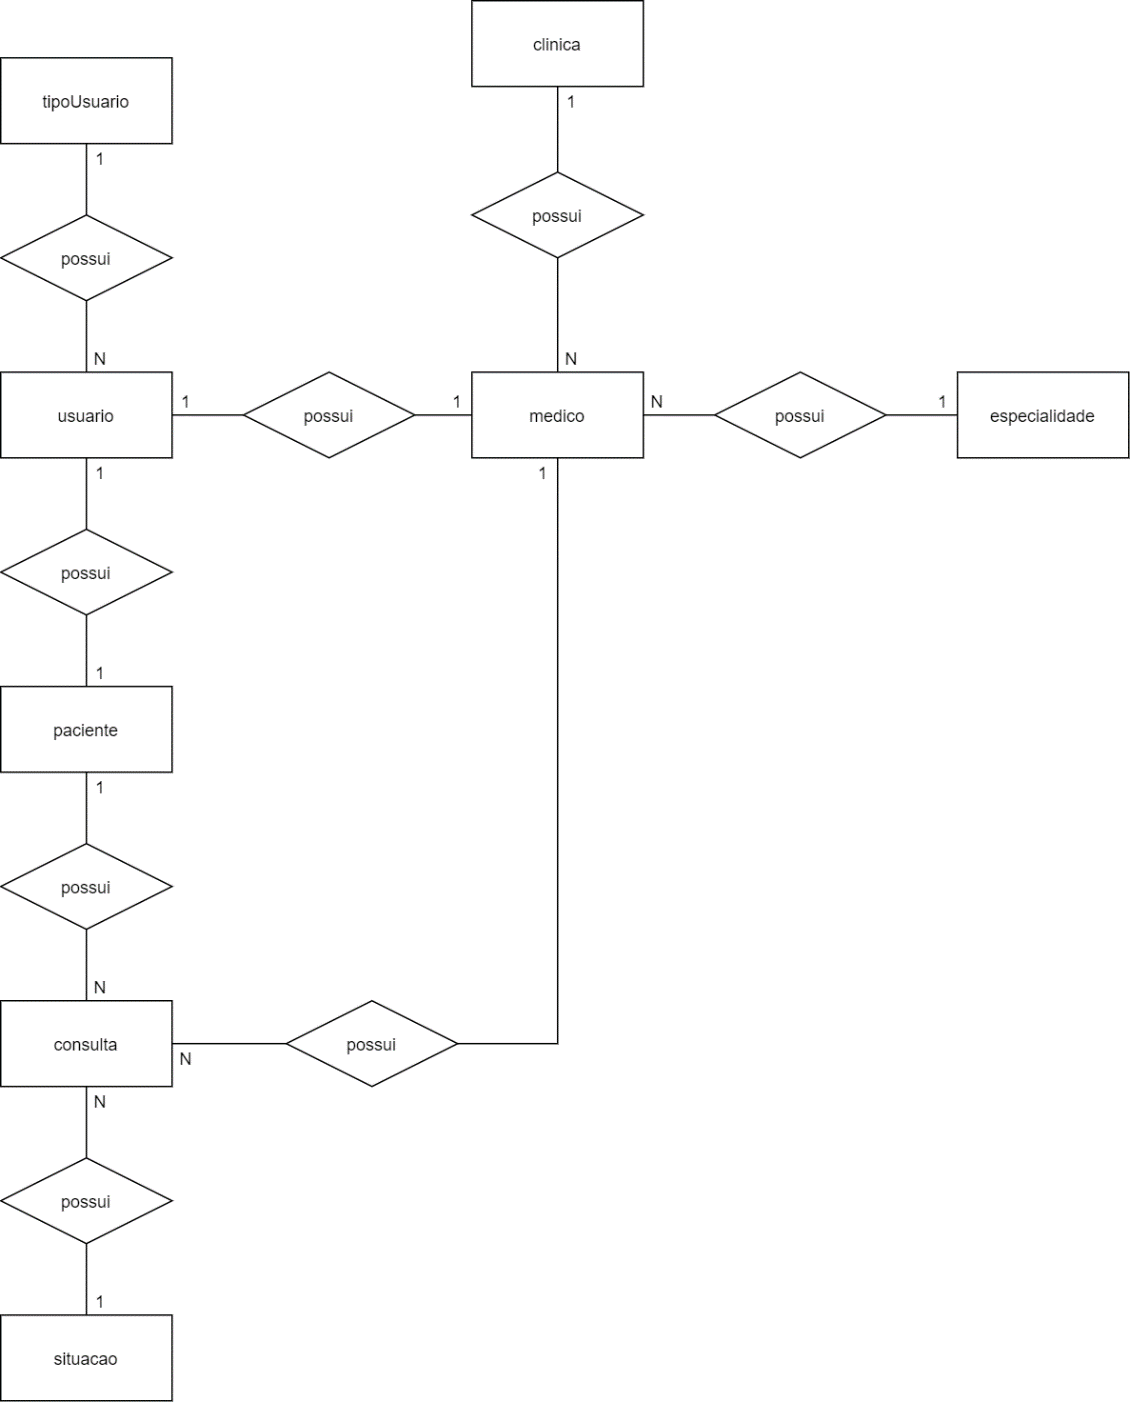 clinica
tipoUsuario
1
1
possui
possui
N
N
usuario
1
possui
1
medico
N
possui
1
especialidade
1
1
possui
1
paciente
1
possui
N
consulta
N
possui
N
possui
1
situacao